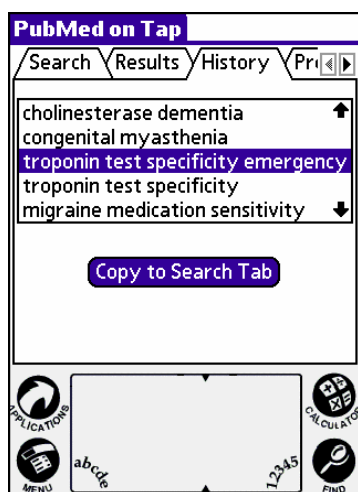 PubMed on Tap
Search Results History Pr
cholinesterase dementia
congenital myasthenia
troponin test specificity emergency
troponin test specificity
migraine medication sensitivity
Copy to Search Tab
APPLICATIONS
CALCULATOR
MENU
abcde
12345
FIND